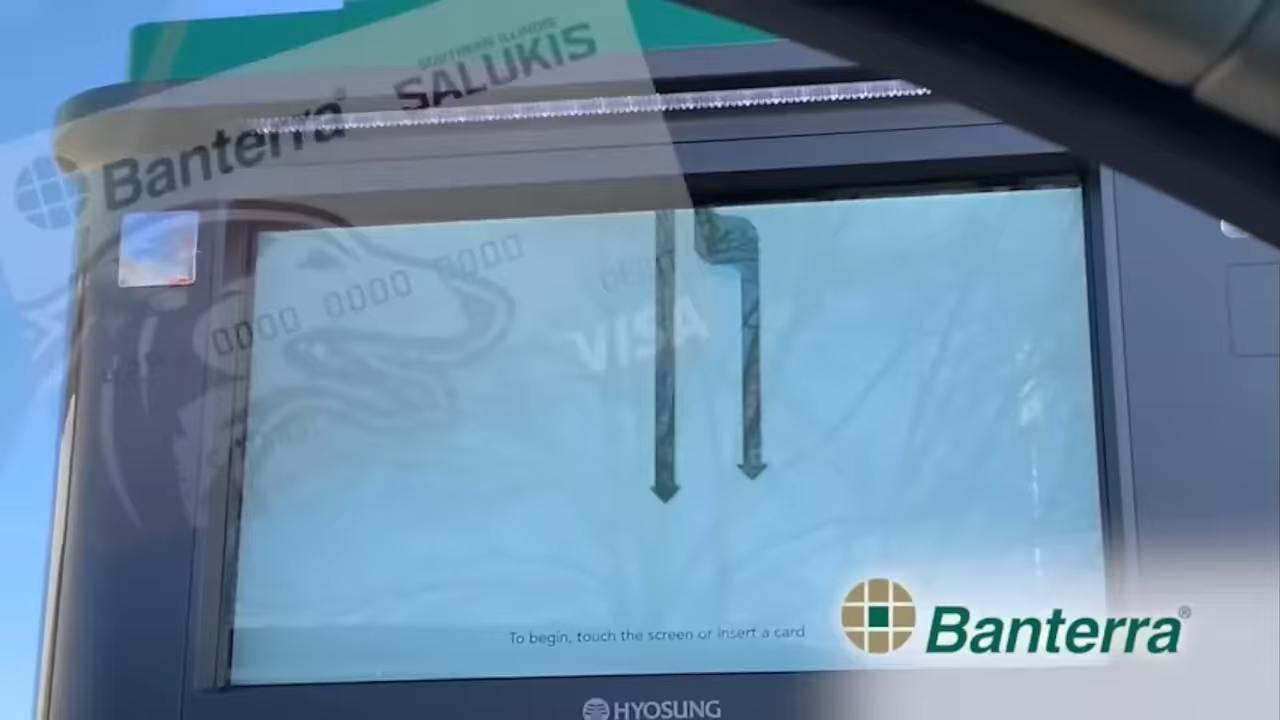 SOUTHERN ILLINOIS
SALUKIS
Banterra®
0000 0000 0000
DEBIT
VISA
To begin, touch the screen or insert a card
Banterra®
HYOSUNG